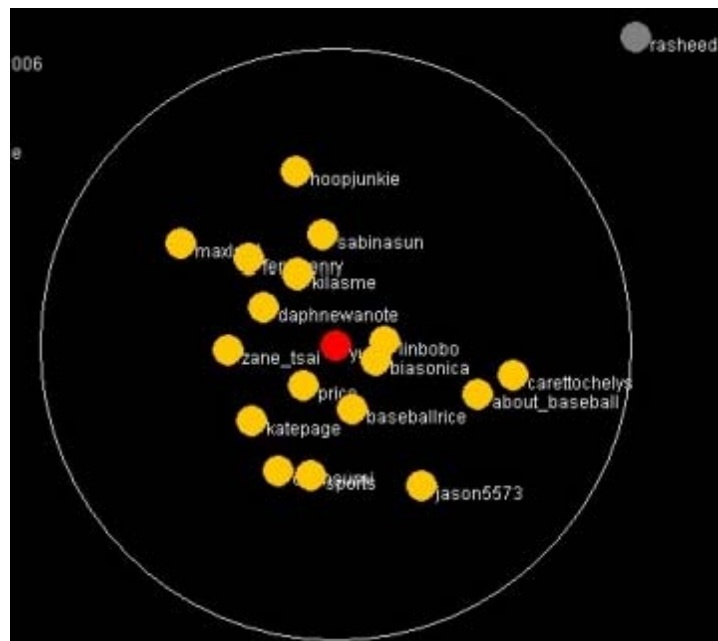 rasheed
006
e
hoopjunkie
sabinasun
kilasme
daphnewanote
linbobo
zane_tsai
biasonica
carettochelys
price
about_baseball
baseballrice
katepage
sports
jason5573